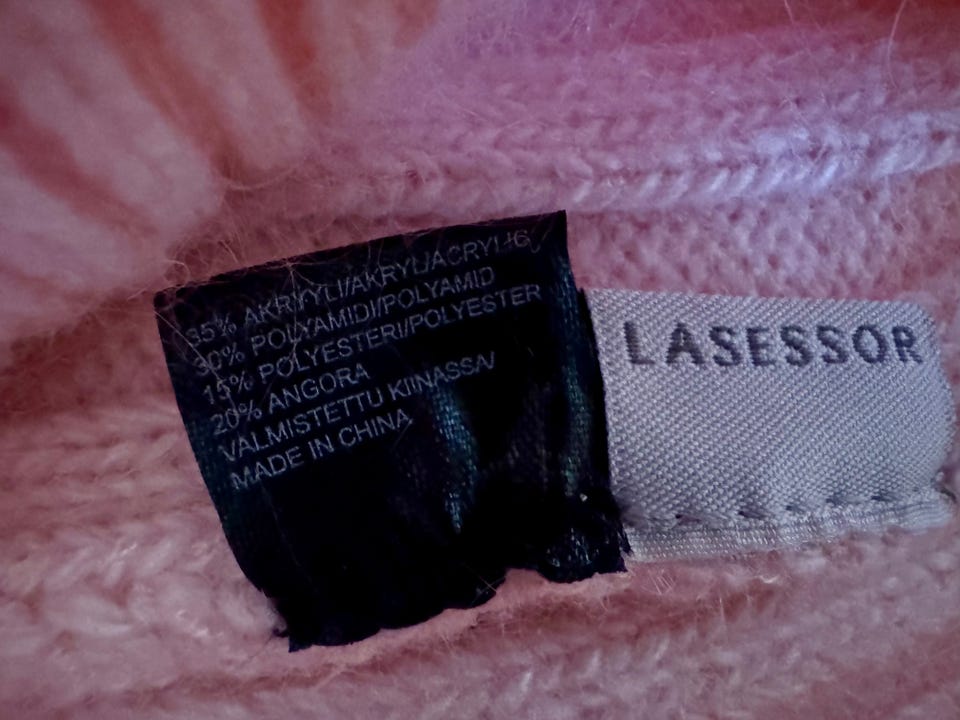 35% AKRYYLI/AKRYL/ACRYLIC
30% POLYAMIDI/POLYAMID
15% POLYESTERI/POLYESTER
20% ANGORA
VALMISTETTU KIINASSA/
MADE IN CHINA
LASESSOR